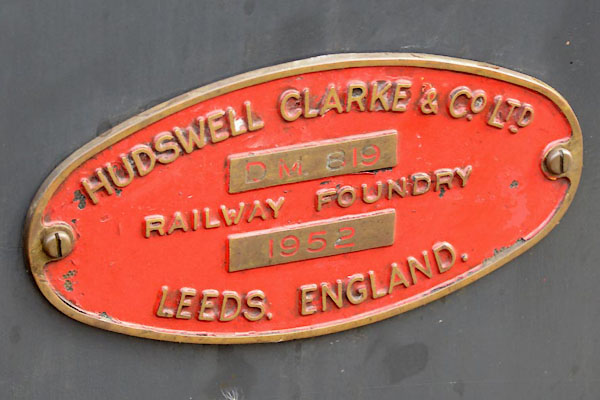 HUDSWELL CLARKE & Co. LTD.
D.M. 819
RAILWAY FOUNDRY
1952
LEEDS. ENGLAND.